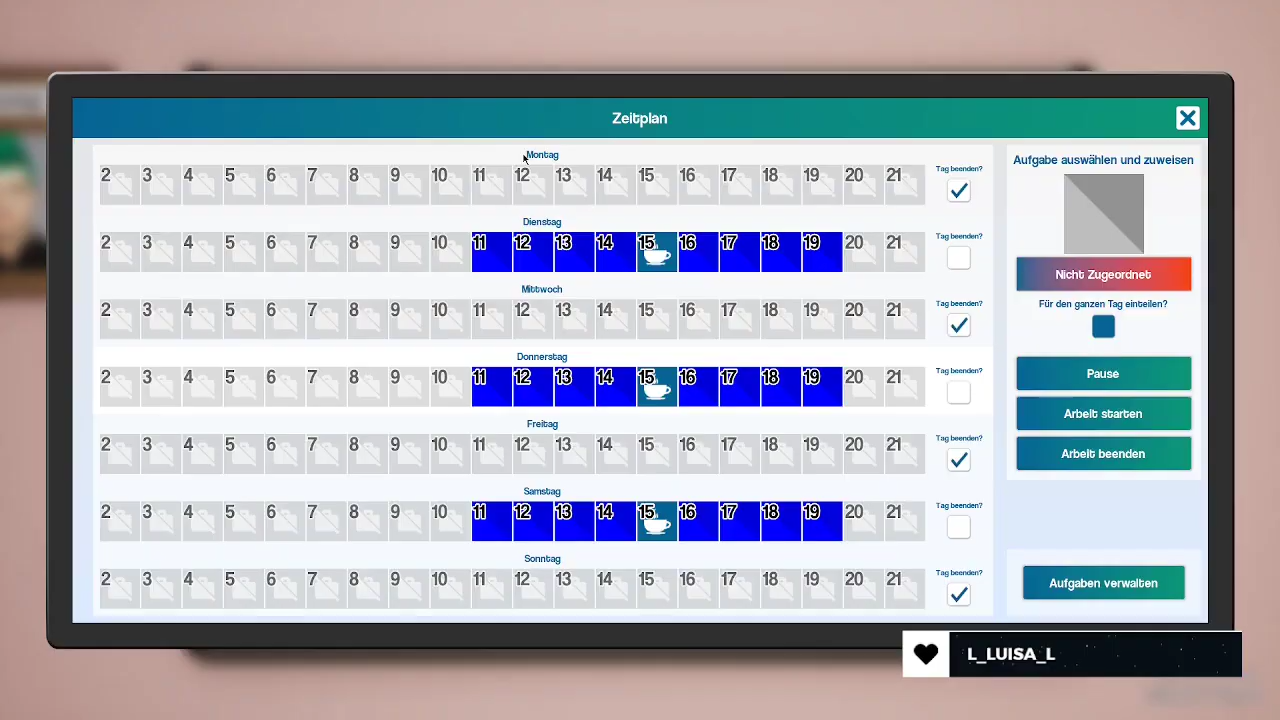 Zeitplan
Montag
2 3 4 5 6 7 8 9 10 11 12 13 14 15 16 17 18 19 20 21
Tag beenden?
Dienstag
2 3 4 5 6 7 8 9 10 11 12 13 14 15 16 17 18 19 20 21
Tag beenden?
Mittwoch
2 3 4 5 6 7 8 9 10 11 12 13 14 15 16 17 18 19 20 21
Tag beenden?
Donnerstag
2 3 4 5 6 7 8 9 10 11 12 13 14 15 16 17 18 19 20 21
Tag beenden?
Freitag
2 3 4 5 6 7 8 9 10 11 12 13 14 15 16 17 18 19 20 21
Tag beenden?
Samstag
2 3 4 5 6 7 8 9 10 11 12 13 14 15 16 17 18 19 20 21
Tag beenden?
Sonntag
2 3 4 5 6 7 8 9 10 11 12 13 14 15 16 17 18 19 20 21
Tag beenden?
Aufgabe auswählen und zuweisen
Nicht Zugeordnet
Für den ganzen Tag einteilen?
Pause
Arbeit starten
Arbeit beenden
Aufgaben verwalten
L_LUISA_L